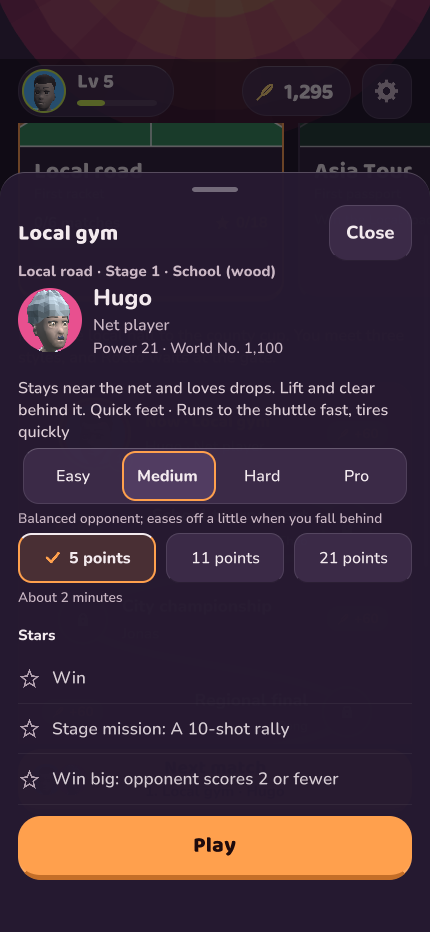 Lv 5
1,295
Local road
Asia Tour
Local gym
Close
Local road · Stage 1 · School (wood)
Hugo
Net player
Power 21 · World No. 1,100
Stays near the net and loves drops. Lift and clear
behind it. Quick feet · Runs to the shuttle fast, tires
quickly
Easy
Medium
Hard
Pro
Balanced opponent; eases off a little when you fall behind
5 points
11 points
21 points
About 2 minutes
Stars
Win
Stage mission: A 10-shot rally
Win big: opponent scores 2 or fewer
Play